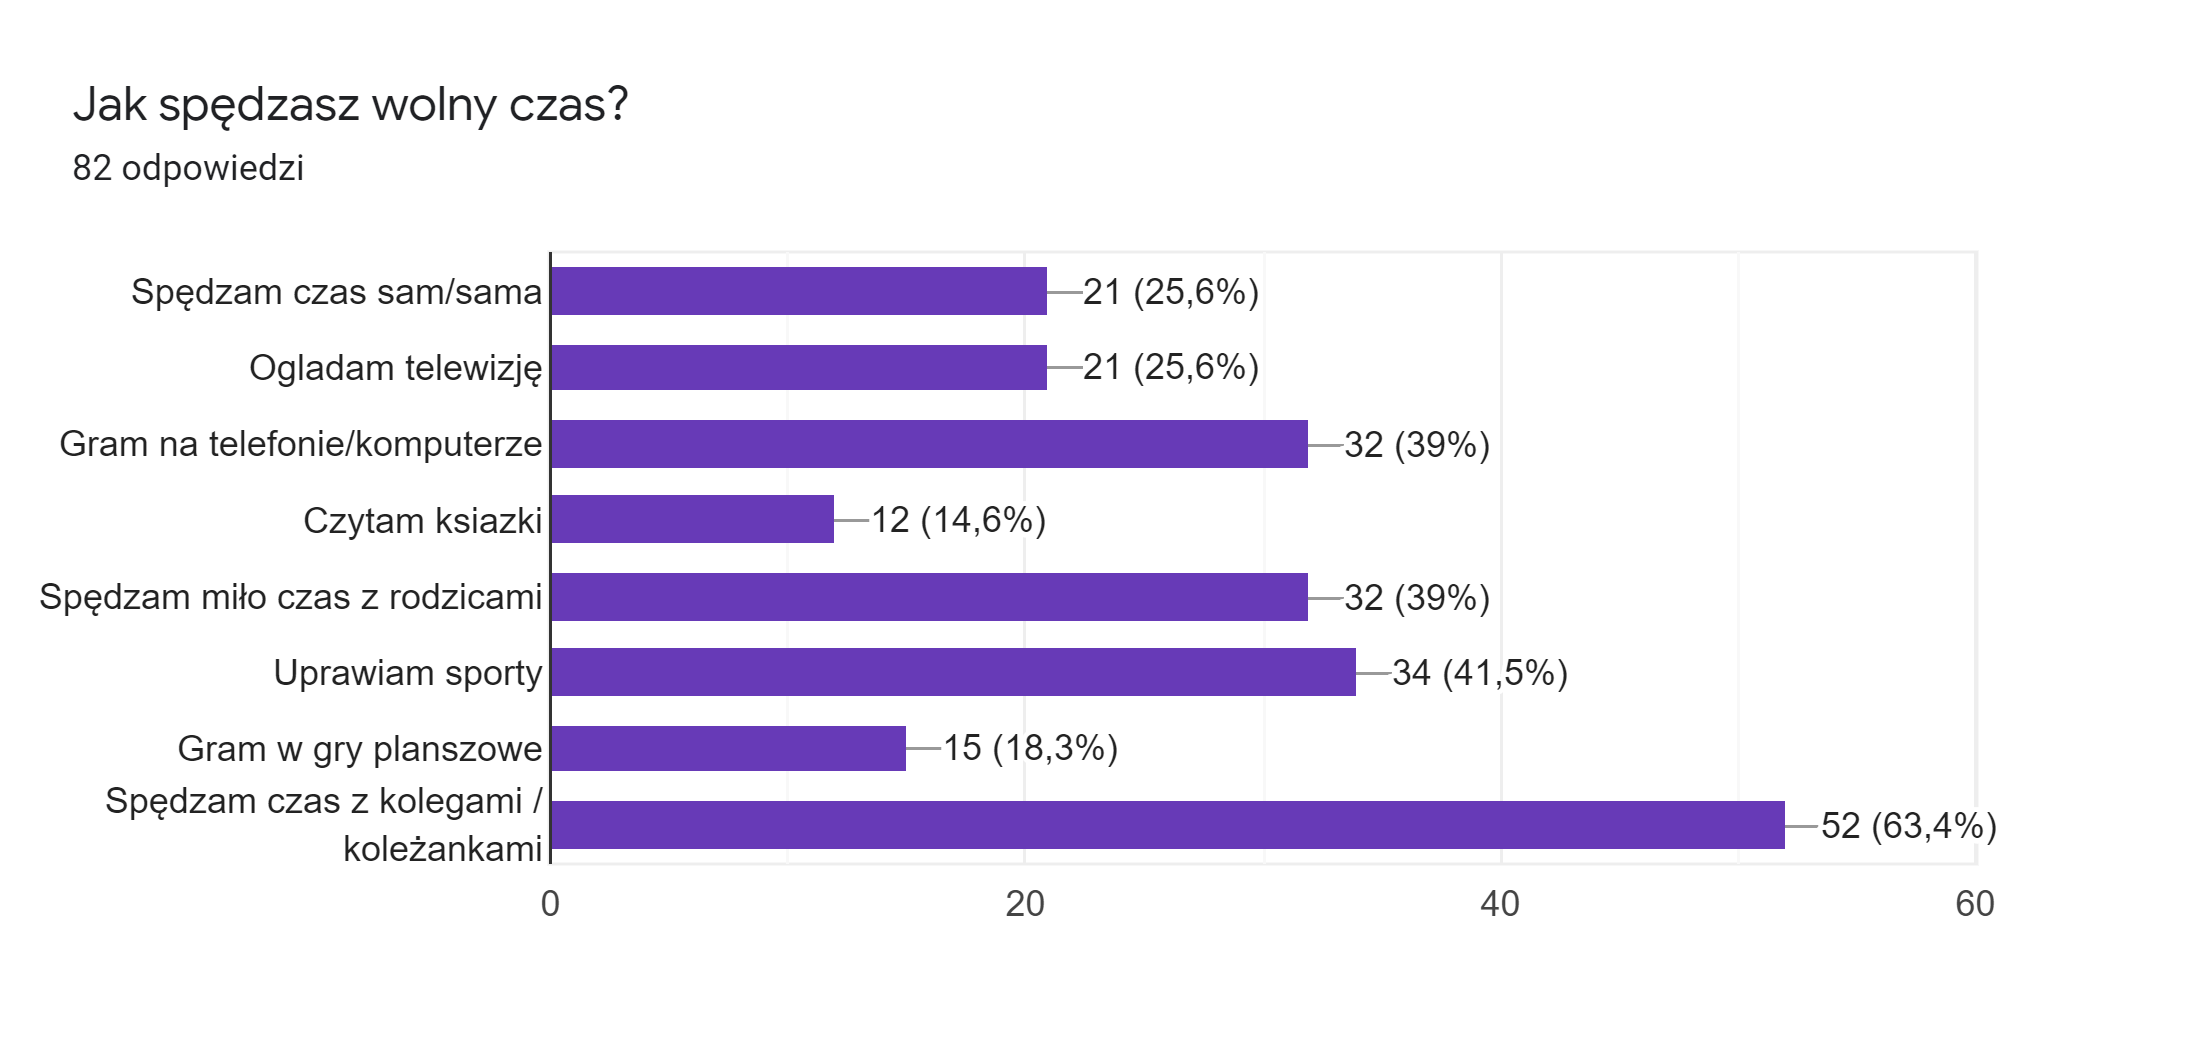 Jak spędzasz wolny czas?
82 odpowiedzi
Spędzam czas sam/sama
21 (25,6%)
Ogladam telewizję
21 (25,6%)
Gram na telefonie/komputerze
32 (39%)
Czytam ksiazki
12 (14,6%)
Spędzam miło czas z rodzicami
32 (39%)
Uprawiam sporty
34 (41,5%)
Gram w gry planszowe
15 (18,3%)
Spędzam czas z kolegami /
koleżankami
52 (63,4%)
0 20 40 60